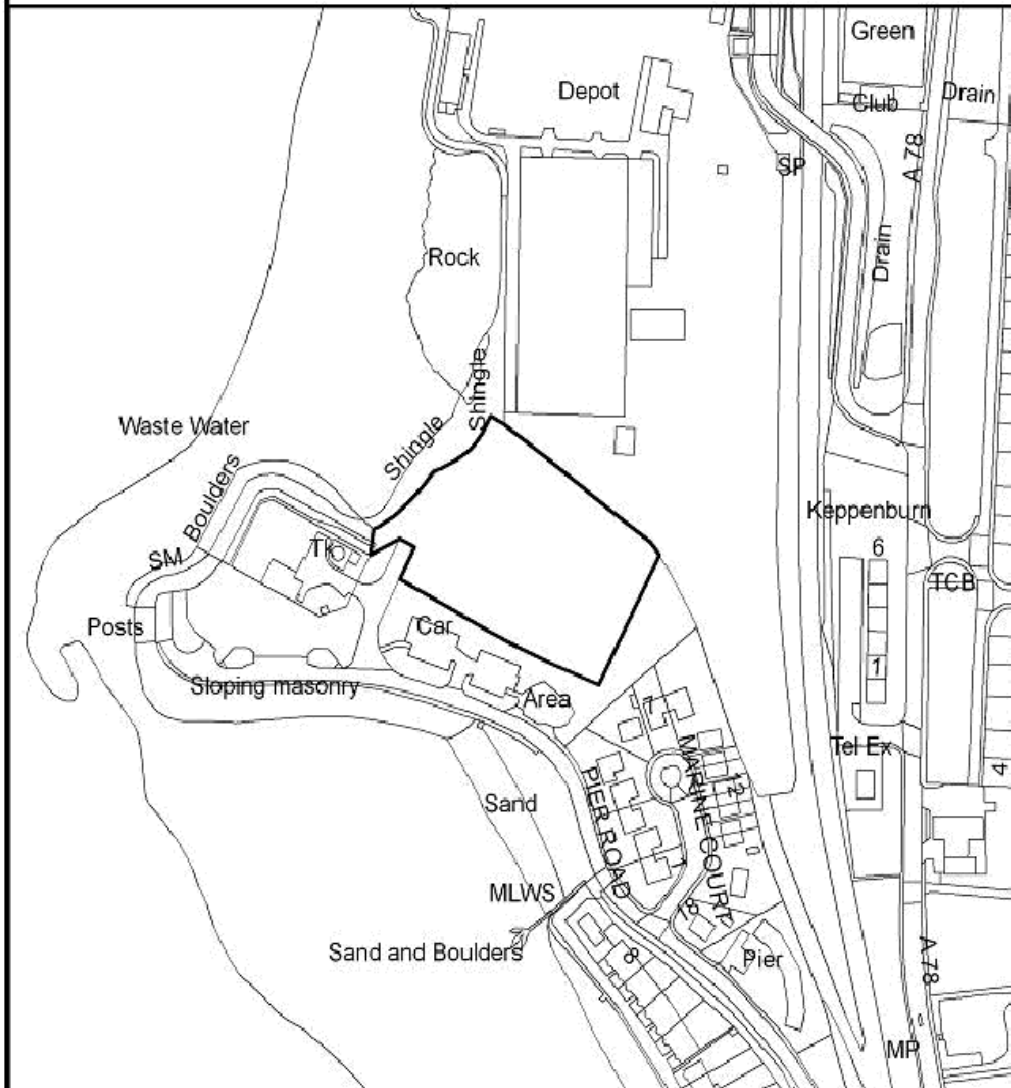 Green
Depot
Club
Drain
A 78
SP
Drain
Rock
Shingle
Shingle
Waste Water
Boulders
Keppenburn
6
Tk
SM
TCB
Posts
Car
1
Sloping masonry
Area
7
Tel Ex
4
MARINE COURT
12
PIER ROAD
Sand
MLWS
18
Sand and Boulders
8
Pier
A 78
MP